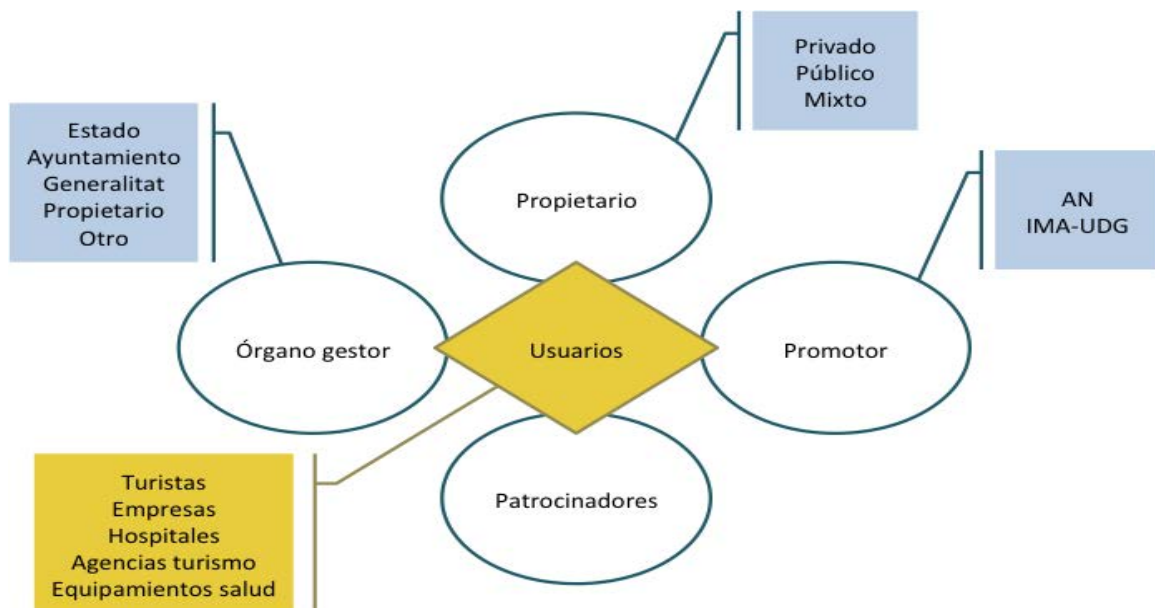 Privado
Público
Mixto
Estado
Ayuntamiento
Generalitat
Propietario
Otro
Propietario
AN
IMA-UDG
Órgano gestor
Usuarios
Promotor
Turistas
Empresas
Hospitales
Agencias turismo
Equipamientos salud
Patrocinadores